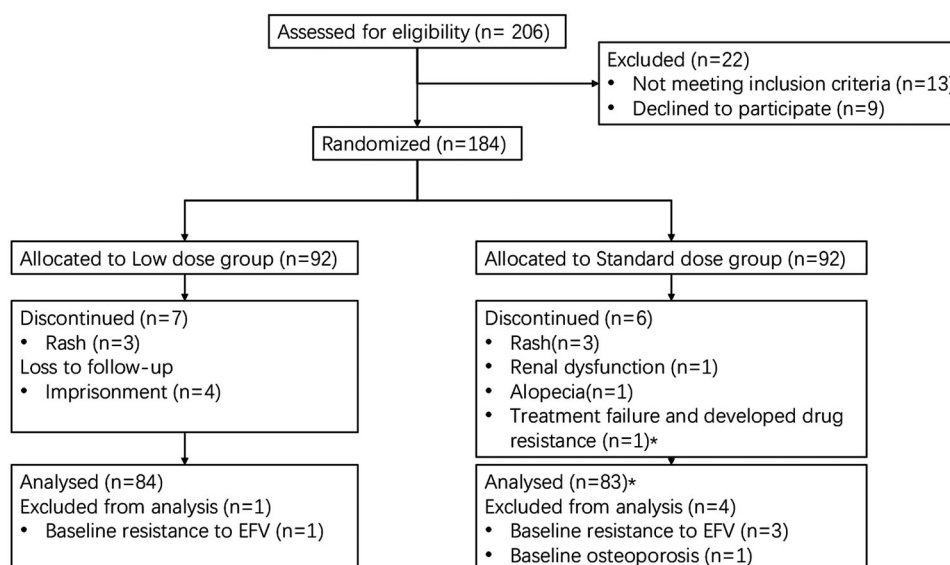 Assessed for eligibility (n= 206)
Excluded (n=22)
• Not meeting inclusion criteria (n=13)
• Declined to participate (n=9)
Randomized (n=184)
Allocated to Low dose group (n=92)
Discontinued (n=7)
• Rash (n=3)
Loss to follow-up
• Imprisonment (n=4)
Analysed (n=84)
Excluded from analysis (n=1)
• Baseline resistance to EFV (n=1)
Allocated to Standard dose group (n=92)
Discontinued (n=6)
• Rash(n=3)
• Renal dysfunction (n=1)
• Alopecia(n=1)
• Treatment failure and developed drug
resistance (n=1)*
Analysed (n=83)*
Excluded from analysis (n=4)
• Baseline resistance to EFV (n=3)
• Baseline osteoporosis (n=1)